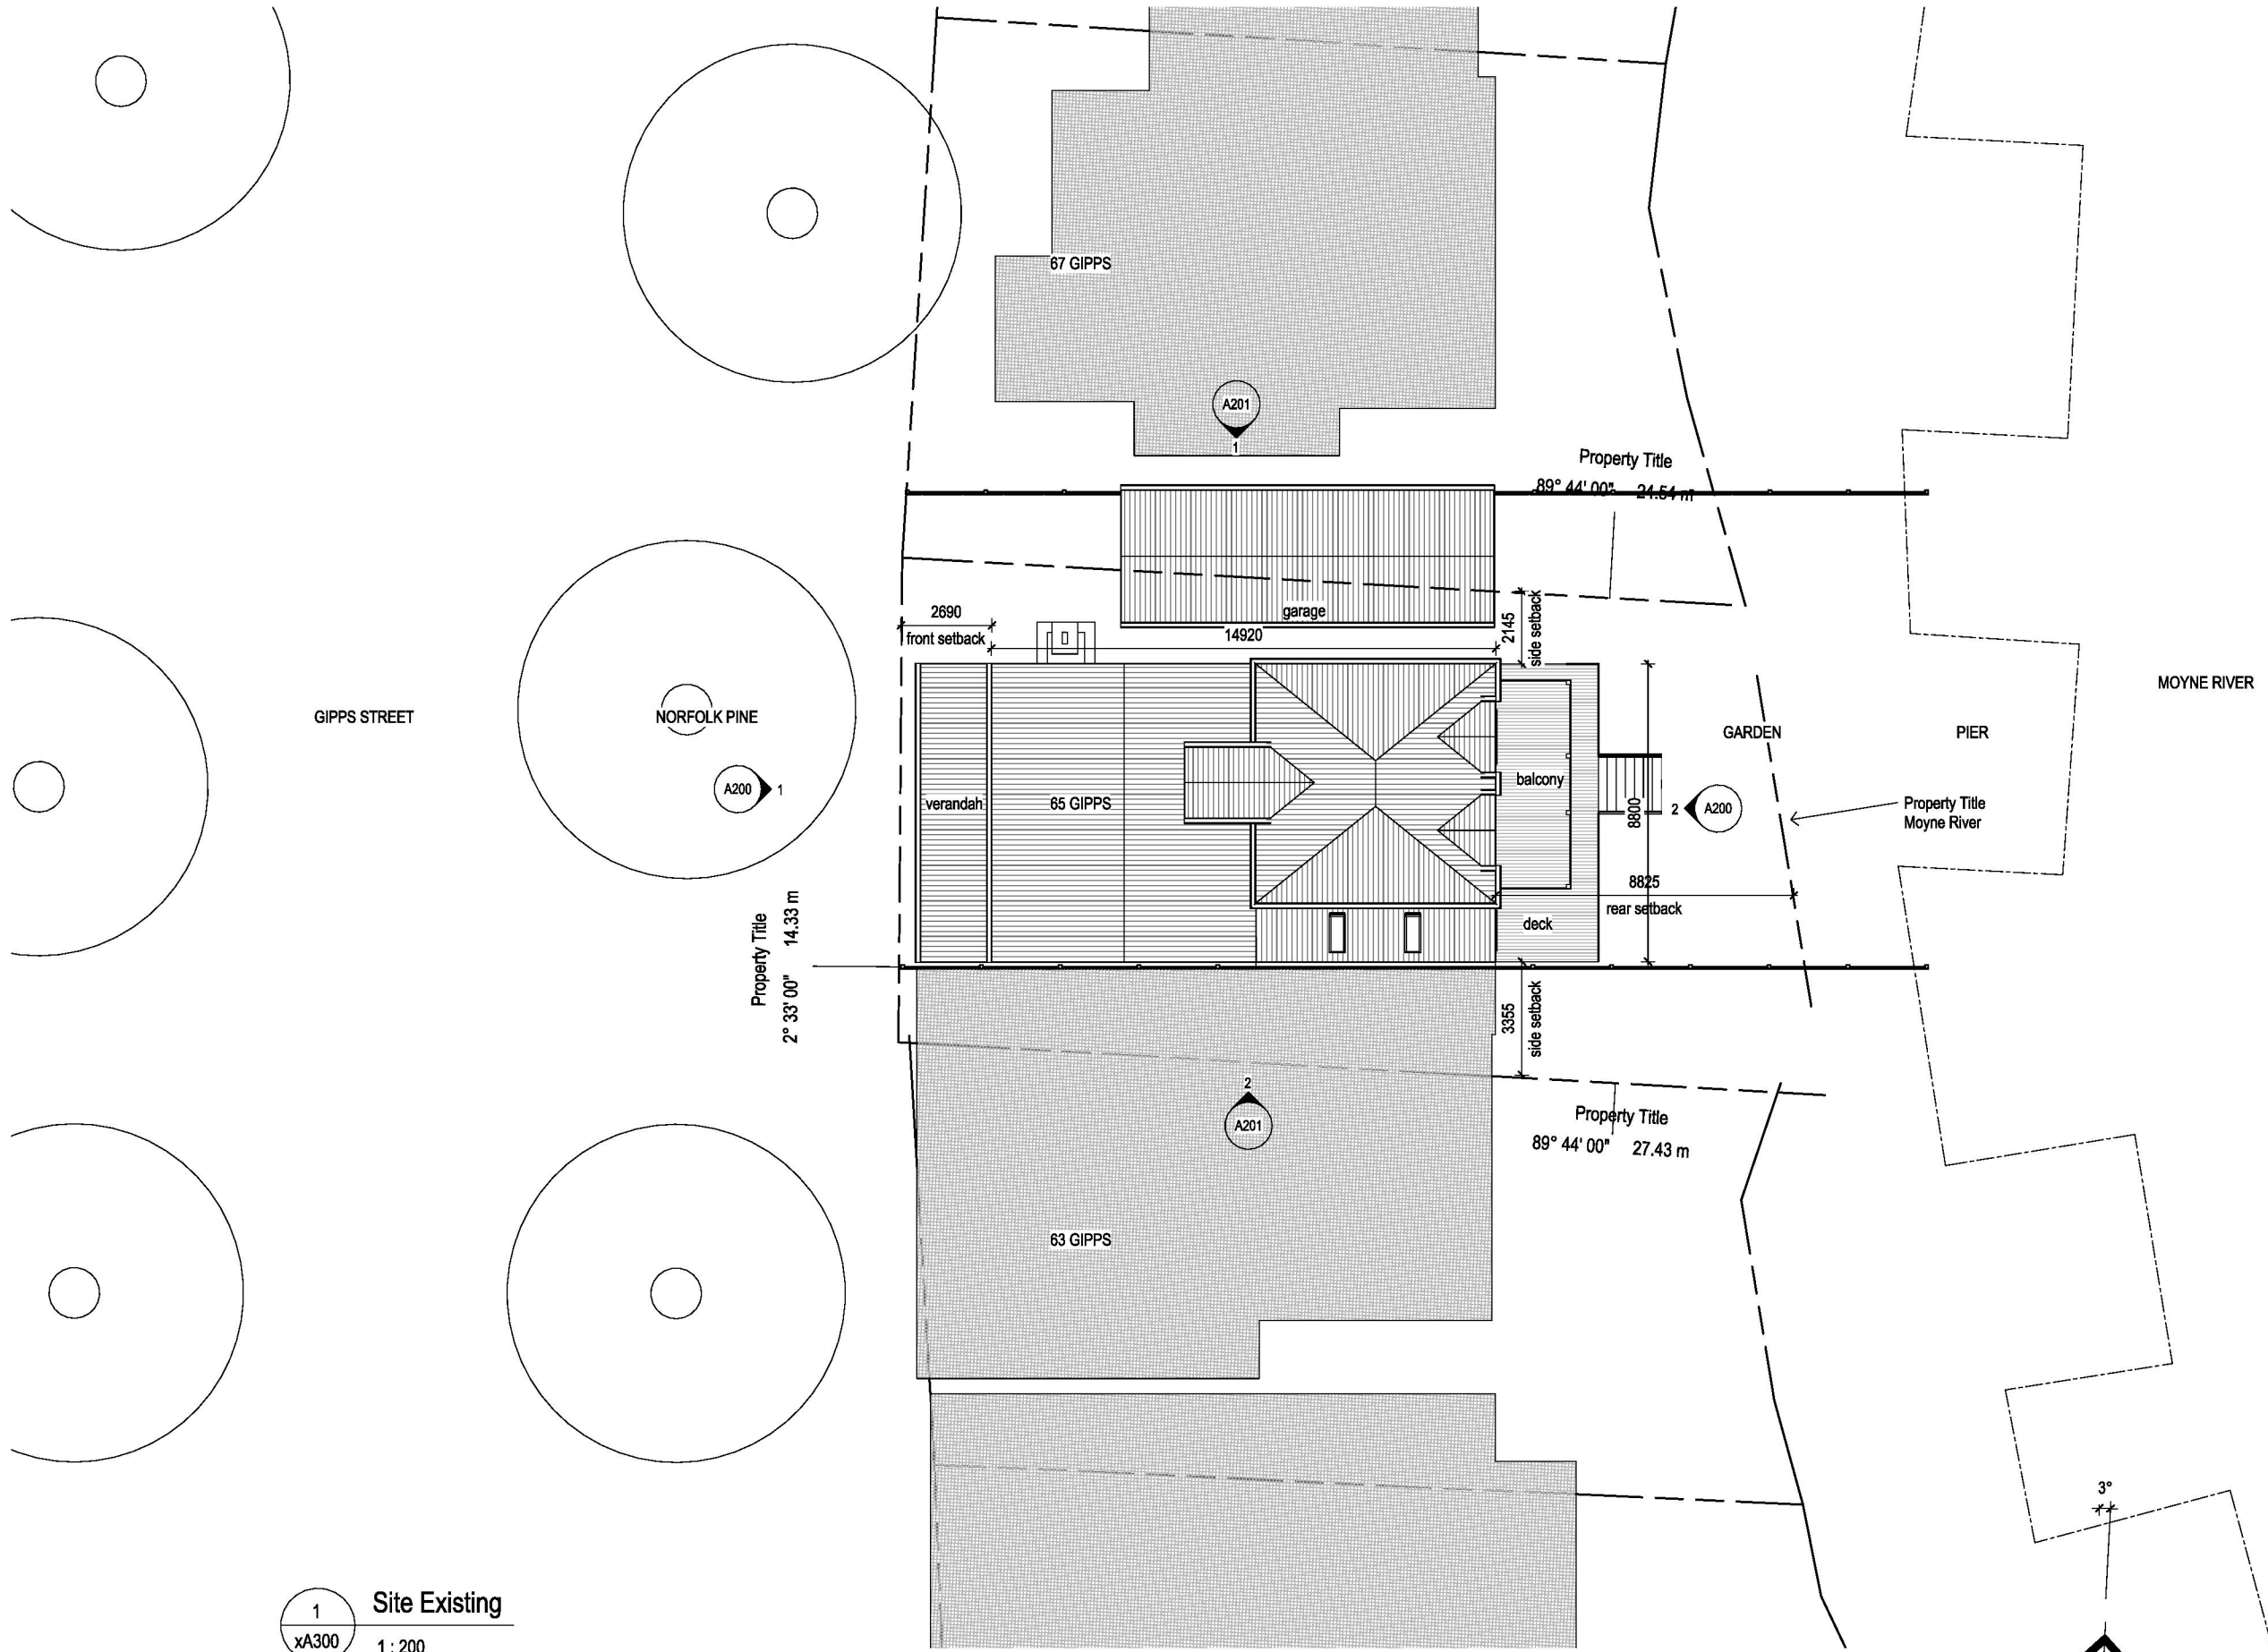 67 GIPPS
A201
1
Property Title
89° 44' 00" 24.54 m
garage
2690
front setback
14920
2145
side setback
GIPPS STREET
NORFOLK PINE
A200
1
verandah
65 GIPPS
balcony
8800
2
A200
GARDEN
PIER
MOYNE RIVER
Property Title
Moyne River
8825
rear setback
deck
Property Title
2° 33' 00" 14.33 m
3355
side setback
2
A201
Property Title
89° 44' 00" 27.43 m
63 GIPPS
3°
1
xA300
Site Existing
1 : 200